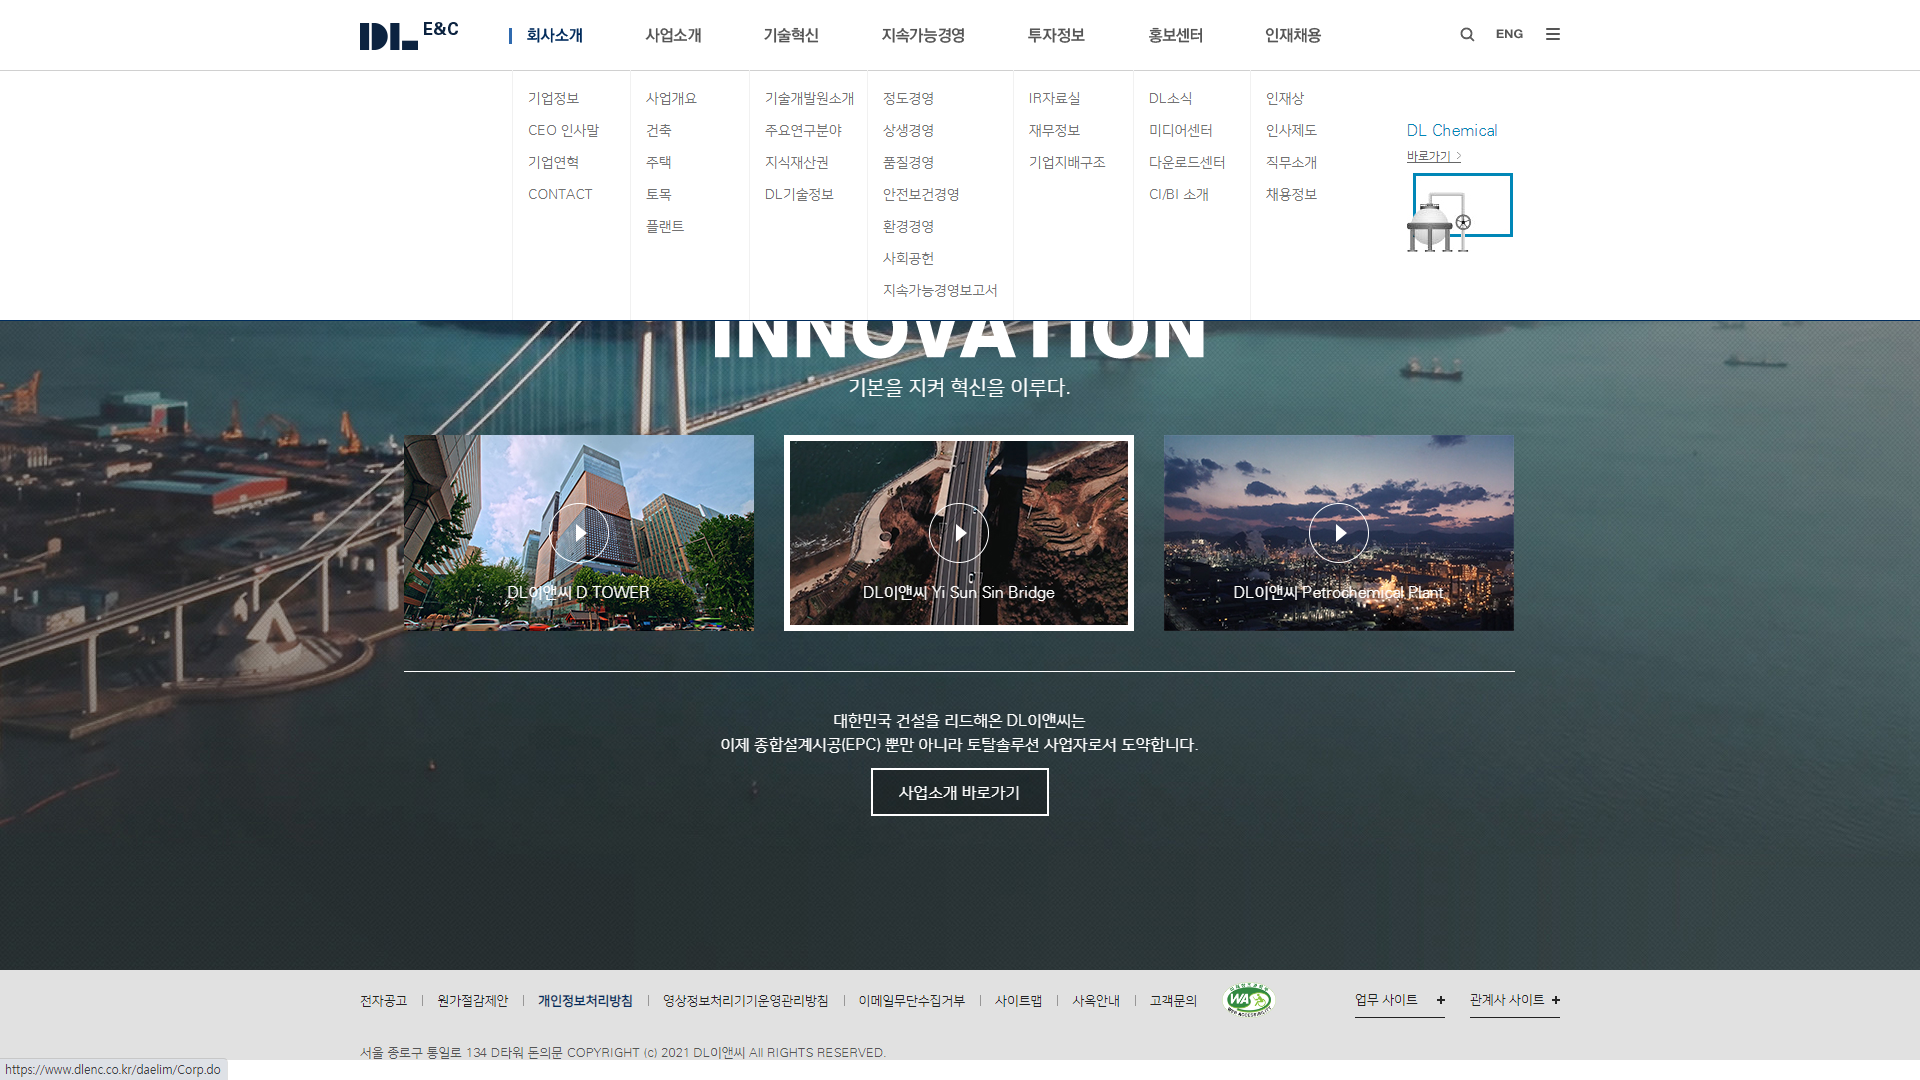 DL E&C
회사소개
사업소개
기술혁신
지속가능경영
투자정보
홍보센터
인재채용
ENG
기업정보
CEO 인사말
기업연혁
CONTACT
사업개요
건축
주택
토목
플랜트
기술개발원소개
주요연구분야
지식재산권
DL기술정보
정도경영
상생경영
품질경영
안전보건경영
환경경영
사회공헌
지속가능경영보고서
IR자료실
재무정보
기업지배구조
DL소식
미디어센터
다운로드센터
CI/BI 소개
인재상
인사제도
직무소개
채용정보
DL Chemical
바로가기 >
INNOVATION
기본을 지켜 혁신을 이루다.
DL이앤씨 D TOWER
DL이앤씨 Yi Sun Sin Bridge
DL이앤씨 Petrochemical Plant
대한민국 건설을 리드해온 DL이앤씨는
이제 종합설계시공(EPC) 뿐만 아니라 토탈솔루션 사업자로서 도약합니다.
사업소개 바로가기
전자공고
원가절감제안
개인정보처리방침
영상정보처리기기운영관리방침
이메일무단수집거부
사이트맵
사옥안내
고객문의
WA
WEB ACCESSIBILITY
업무 사이트 +
관계사 사이트 +
서울 종로구 통일로 134 D타워 돈의문 COPYRIGHT (c) 2021 DL이앤씨 All RIGHTS RESERVED.
https://www.dlenc.co.kr/daelim/Corp.do